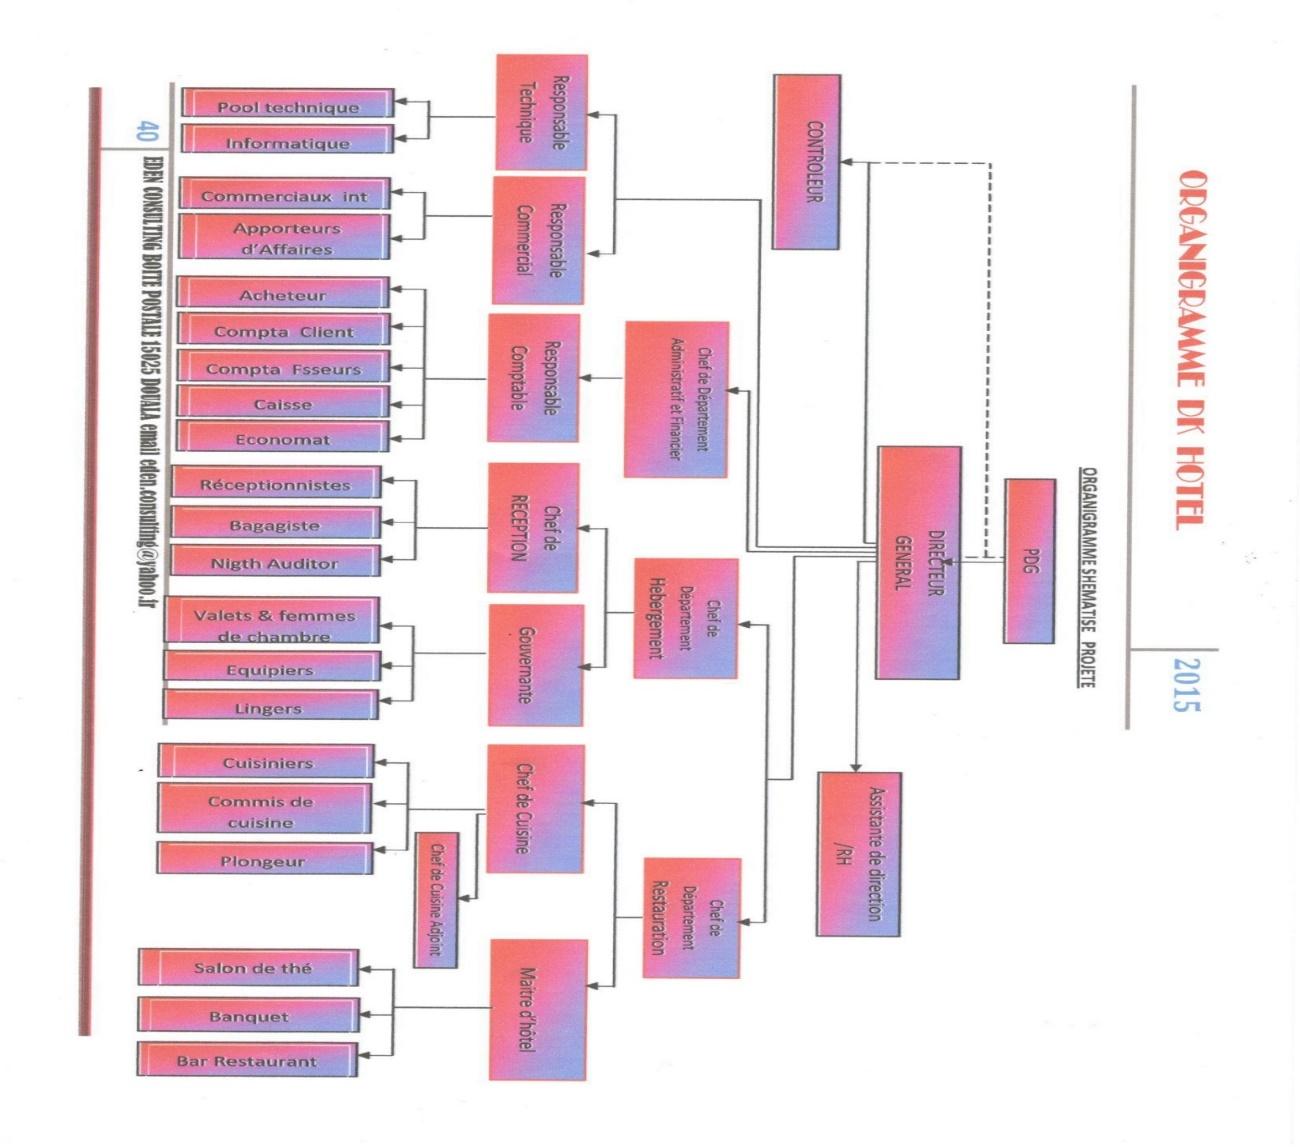 ORGANIGRAMME DK HOTEL
2015
ORGANIGRAMME SHEMATISE PROJETE
PDG
DIRECTEUR
GENERAL
CONTROLEUR
Assistante de direction
/RH
Chef de Département
Administratif et Financier
Chef de
Département
Hébergement
Chef de
Département
Restauration
Responsable
Technique
Responsable
Commercial
Responsable
Comptable
Chef de
RECEPTION
Gouvernante
Chef de Cuisine
Maitre d'hôtel
Chef de Cuisine Adjoint
Pool technique
Informatique
Commerciaux int
Apporteurs
d'Affaires
Acheteur
Compta Client
Compta Fsseurs
Caisse
Economat
Réceptionnistes
Bagagiste
Nigth Auditor
Valets & femmes
de chambre
Equipiers
Lingers
Cuisiniers
Commis de
cuisine
Plongeur
Salon de thé
Banquet
Bar Restaurant
40
EDEN CONSULTING BOITE POSTALE 15025 DOUALA email eden.consulting@yahoo.fr